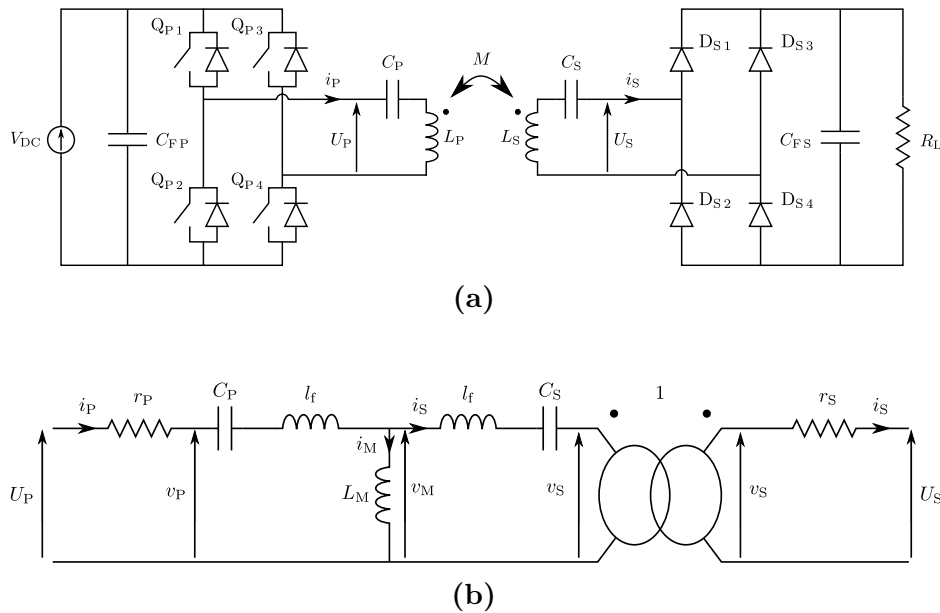 Q_P1 Q_P3 D_S1 D_S3
i_P C_P M C_S i_S
V_DC C_FP U_P L_P L_S U_S C_FS R_L
Q_P2 Q_P4 D_S2 D_S4
(a)
i_P r_P C_P l_f i_S l_f C_S 1 r_S i_S
i_M
U_P v_P L_M v_M v_S v_S U_S
(b)